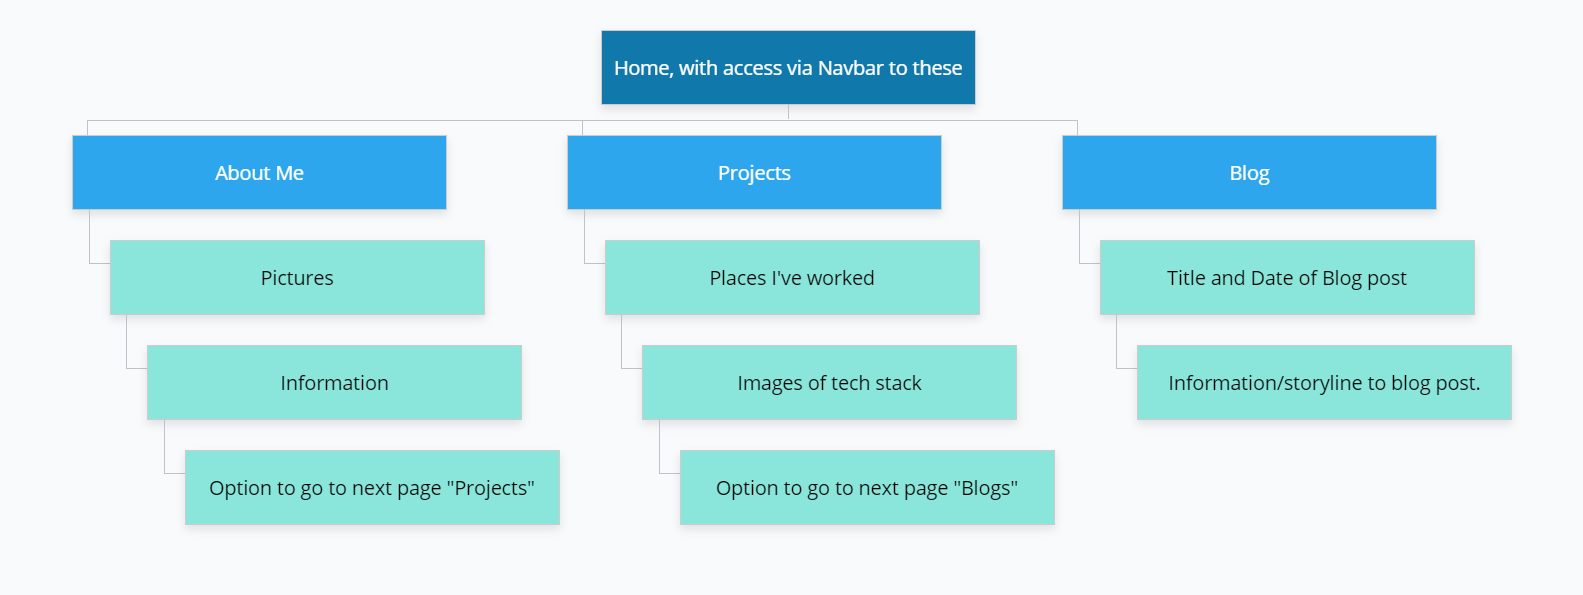 Home, with access via Navbar to these
About Me
Pictures
Information
Option to go to next page "Projects"
Projects
Places I've worked
Images of tech stack
Option to go to next page "Blogs"
Blog
Title and Date of Blog post
Information/storyline to blog post.